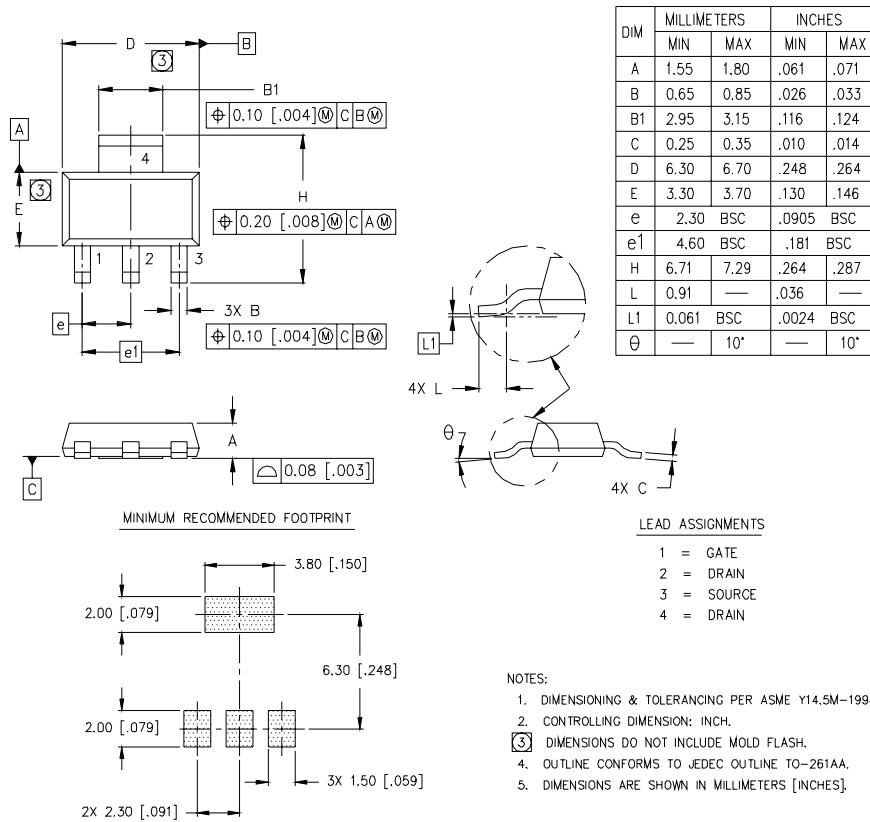 D
B
3
B1
⌖ 0.10 [.004]Ⓜ C BⓂ
A
4
3
E
H
⌖ 0.20 [.008]Ⓜ C AⓂ
1 2 3
3X B
e
⌖ 0.10 [.004]Ⓜ C BⓂ
e1
L1
4X L
DIM MILLIMETERS INCHES
MIN MAX MIN MAX
A 1.55 1.80 .061 .071
B 0.65 0.85 .026 .033
B1 2.95 3.15 .116 .124
C 0.25 0.35 .010 .014
D 6.30 6.70 .248 .264
E 3.30 3.70 .130 .146
e 2.30 BSC .0905 BSC
e1 4.60 BSC .181 BSC
H 6.71 7.29 .264 .287
L 0.91 — .036 —
L1 0.061 BSC .0024 BSC
θ — 10° — 10°
A
C
⌓ 0.08 [.003]
θ
4X C
MINIMUM RECOMMENDED FOOTPRINT
3.80 [.150]
2.00 [.079]
6.30 [.248]
2.00 [.079]
3X 1.50 [.059]
2X 2.30 [.091]
LEAD ASSIGNMENTS
1 = GATE
2 = DRAIN
3 = SOURCE
4 = DRAIN
NOTES:
1. DIMENSIONING & TOLERANCING PER ASME Y14.5M-199
2. CONTROLLING DIMENSION: INCH.
3 DIMENSIONS DO NOT INCLUDE MOLD FLASH.
4. OUTLINE CONFORMS TO JEDEC OUTLINE TO-261AA.
5. DIMENSIONS ARE SHOWN IN MILLIMETERS [INCHES].